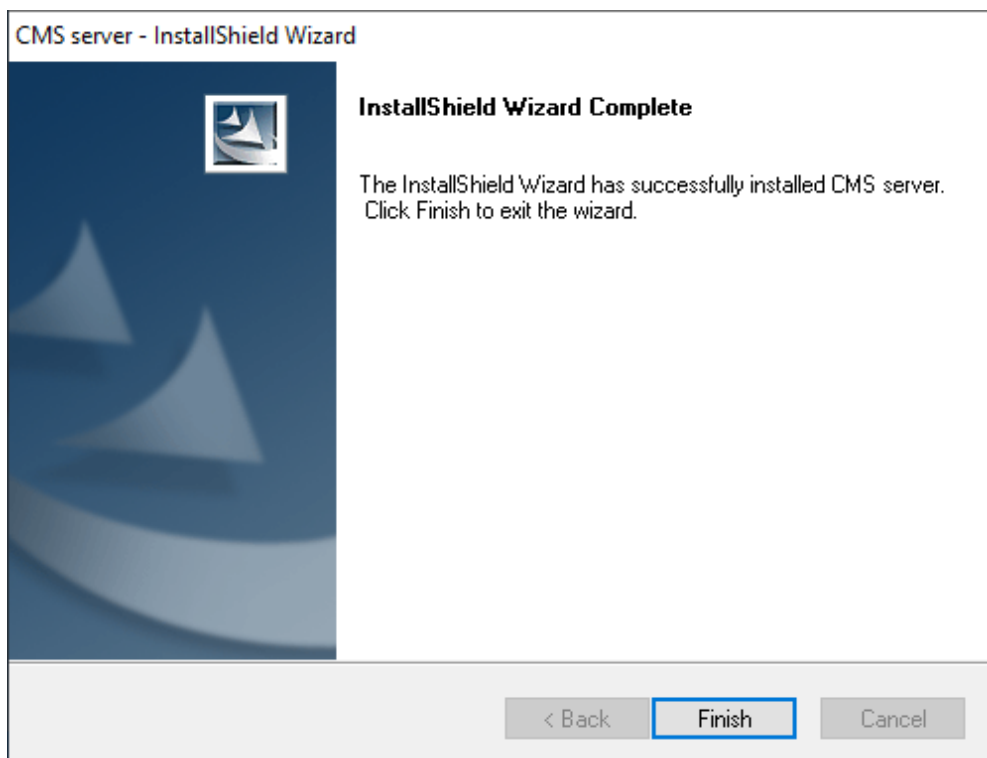 CMS server - InstallShield Wizard
InstallShield Wizard Complete
The InstallShield Wizard has successfully installed CMS server.
Click Finish to exit the wizard.
< Back Finish Cancel